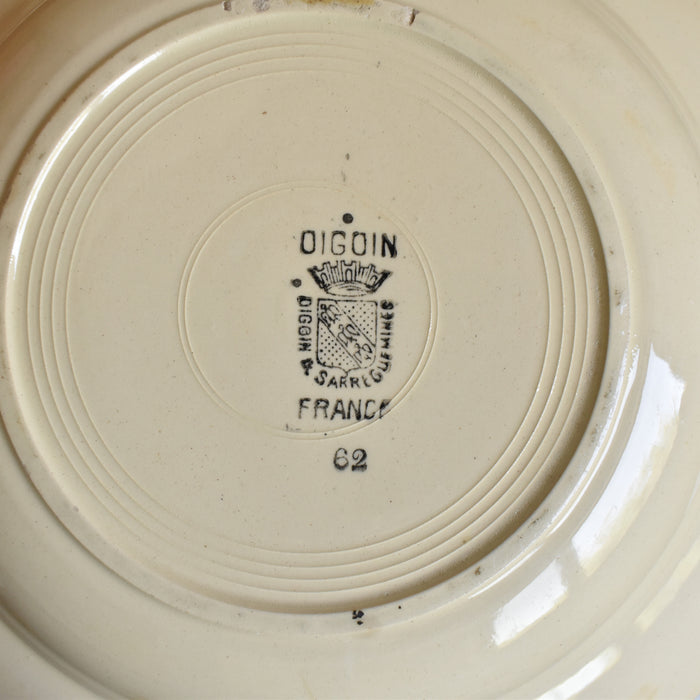 DIGOIN
DIGOIN & SARREGUEMINES
FRANCE
62